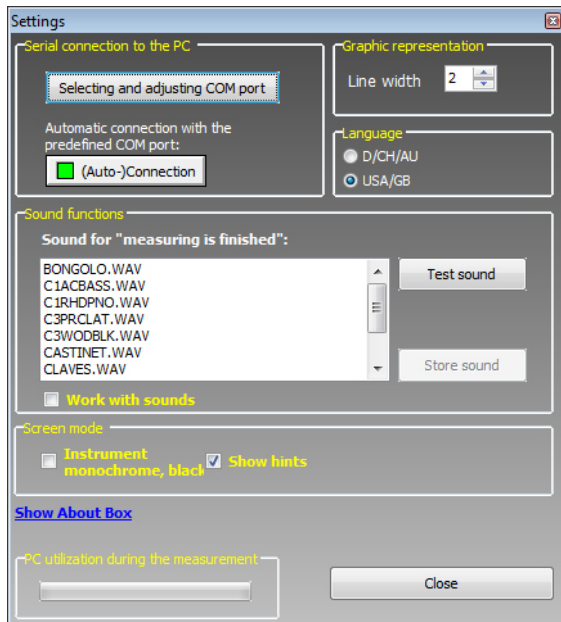 Settings
Serial connection to the PC
Selecting and adjusting COM port
Automatic connection with the
predefined COM port:
(Auto-)Connection
Graphic representation
Line width 2
Language
D/CH/AU
USA/GB
Sound functions
Sound for "measuring is finished":
BONGOLO.WAV
C1ACBASS.WAV
C1RHDPNO.WAV
C3PRCLAT.WAV
C3WODBLK.WAV
CASTINET.WAV
CLAVES.WAV
Test sound
Store sound
Work with sounds
Screen mode
Instrument
monochrome, black
Show hints
Show About Box
PC utilization during the measurement
Close